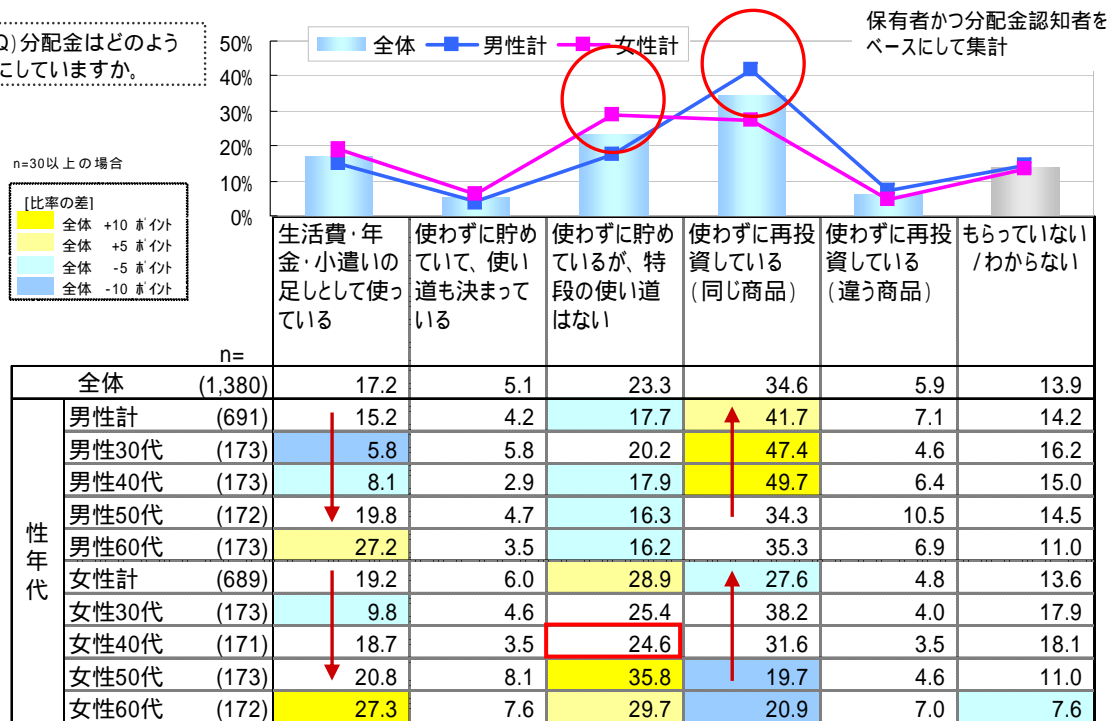 Q)分配金はどのよう
にしていますか。
保有者かつ分配金認知者を
ベースにして集計
全体 男性計 女性計
50%
40%
30%
20%
10%
0%
n=30以上の場合
[比率の差]
全体 +10 ポイント
全体 +5 ポイント
全体 -5 ポイント
全体 -10 ポイント
生活費・年
金・小遣いの
足しとして使っ
ている
使わずに貯め
ていて、使い
道も決まって
いる
使わずに貯め
ているが、特
段の使い道
はない
使わずに再投
資している
(同じ商品)
使わずに再投
資している
(違う商品)
もらっていない
/わからない
n=
全体 (1,380) 17.2 5.1 23.3 34.6 5.9 13.9
性年代
男性計 (691) 15.2 4.2 17.7 41.7 7.1 14.2
男性30代 (173) 5.8 5.8 20.2 47.4 4.6 16.2
男性40代 (173) 8.1 2.9 17.9 49.7 6.4 15.0
男性50代 (172) 19.8 4.7 16.3 34.3 10.5 14.5
男性60代 (173) 27.2 3.5 16.2 35.3 6.9 11.0
女性計 (689) 19.2 6.0 28.9 27.6 4.8 13.6
女性30代 (173) 9.8 4.6 25.4 38.2 4.0 17.9
女性40代 (171) 18.7 3.5 24.6 31.6 3.5 18.1
女性50代 (173) 20.8 8.1 35.8 19.7 4.6 11.0
女性60代 (172) 27.3 7.6 29.7 20.9 7.0 7.6